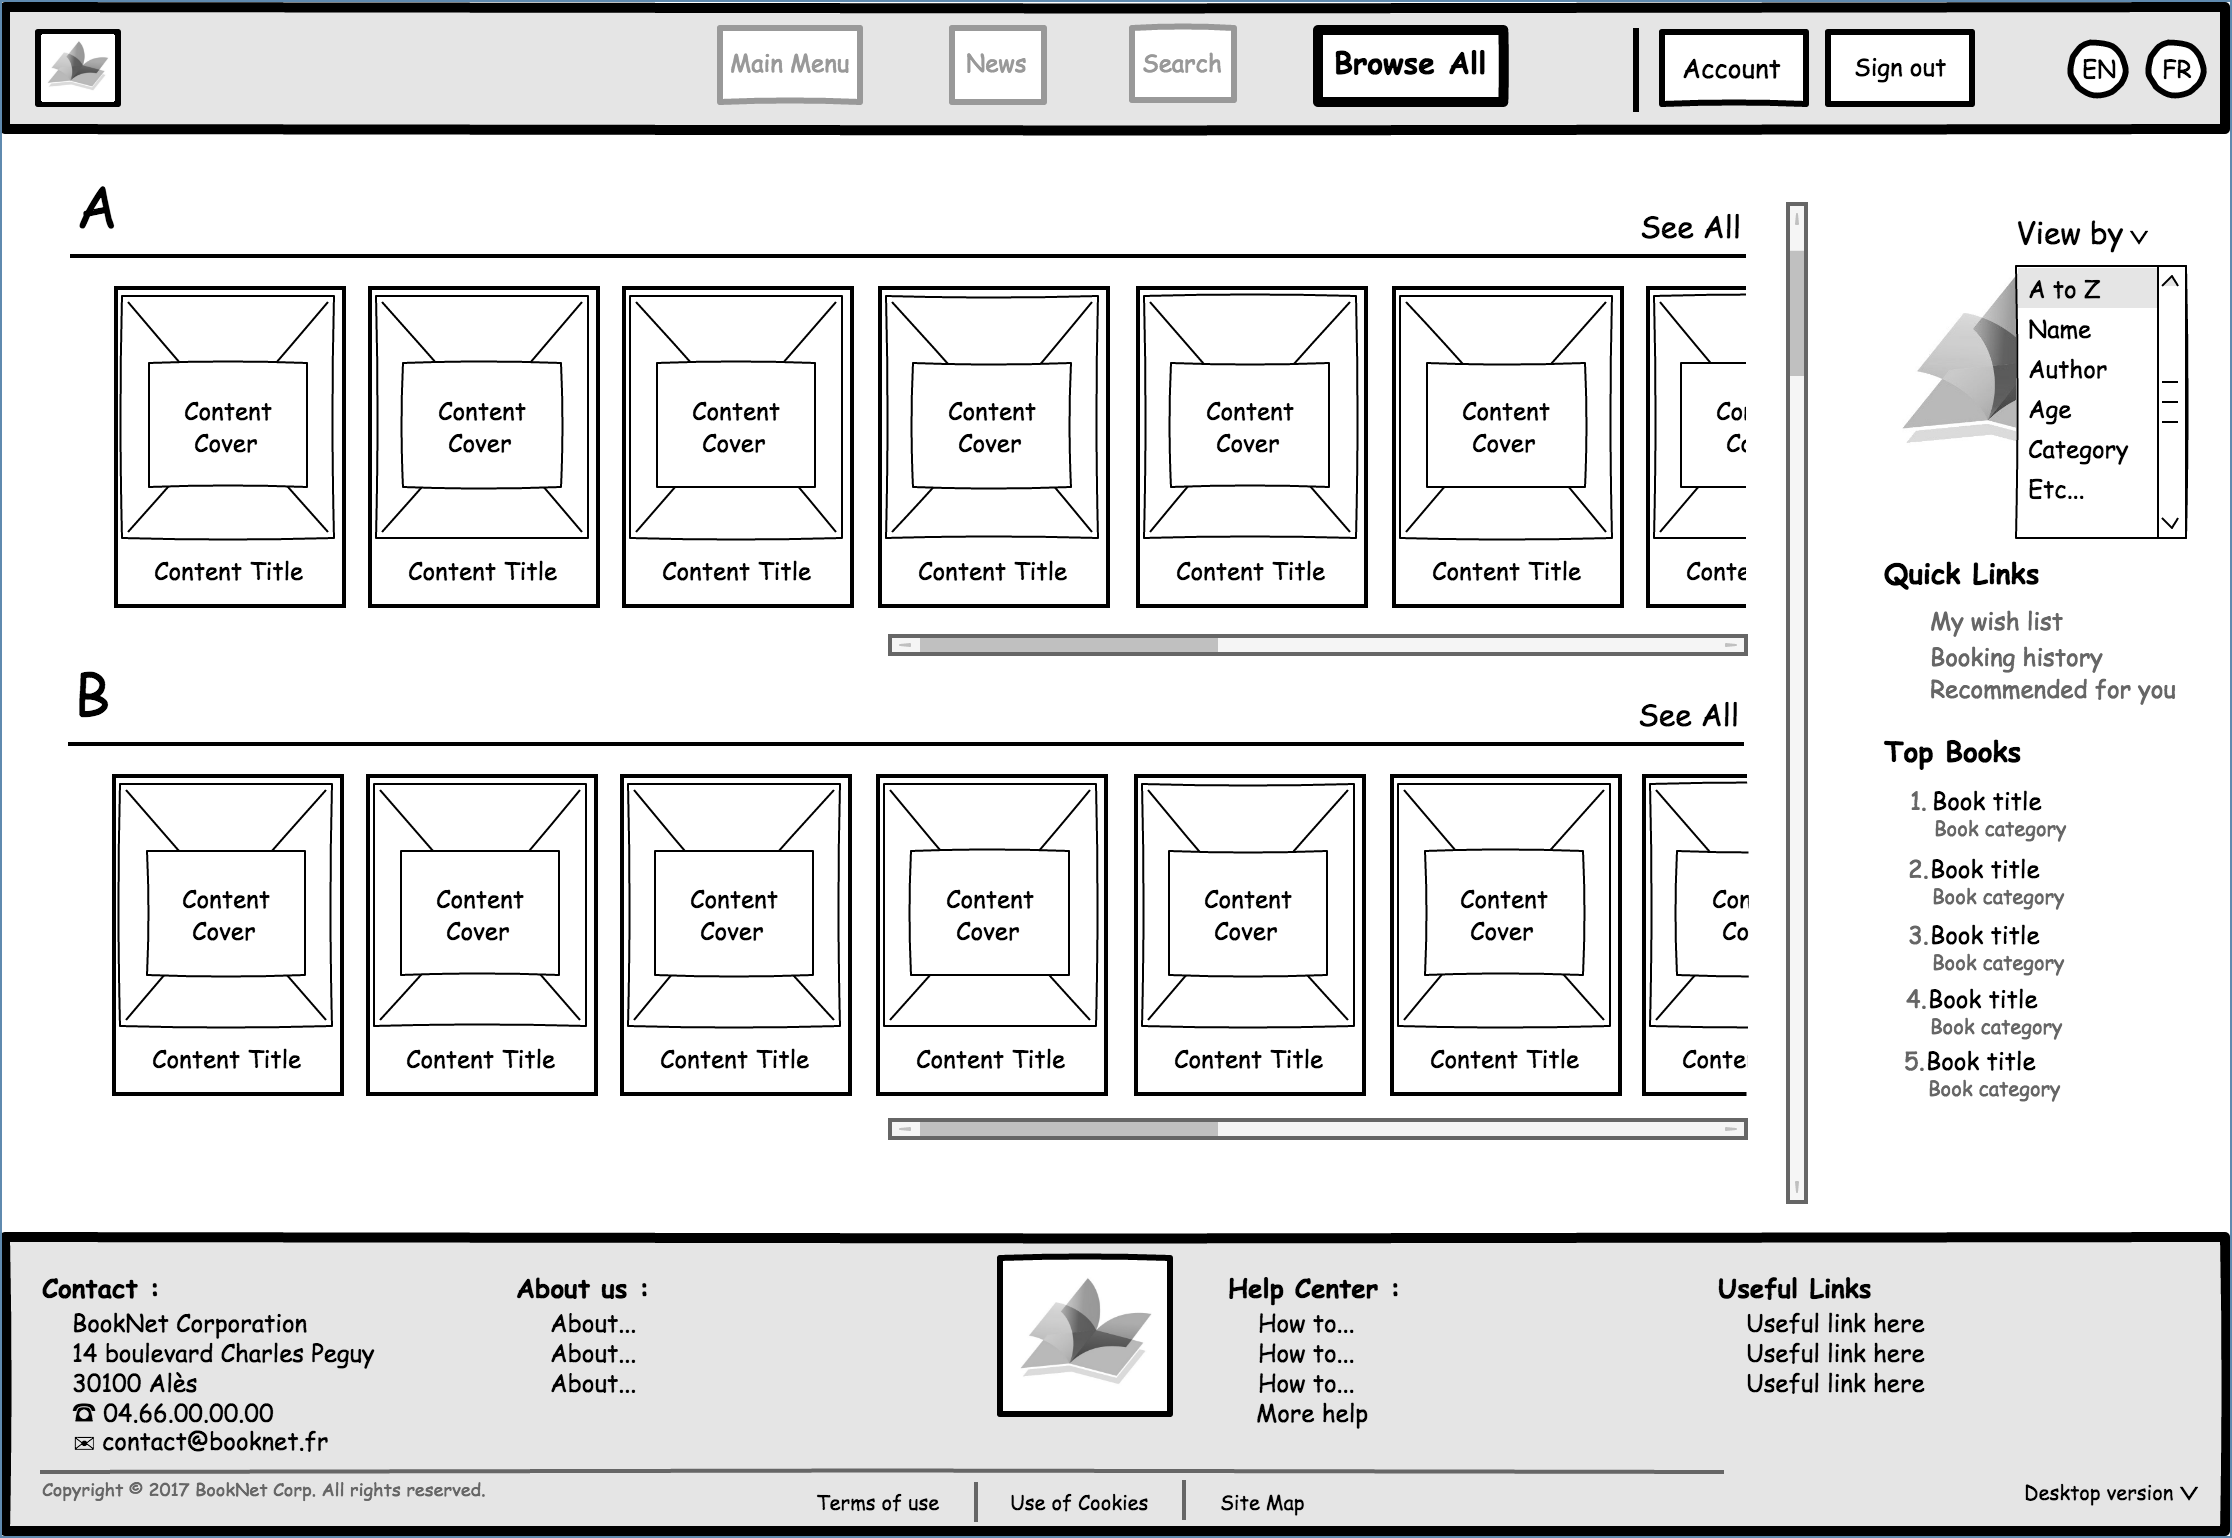 Main Menu
News
Search
Browse All
Account
Sign out
EN
FR
A
See All
Content
Cover
Content Title
Content
Cover
Content Title
Content
Cover
Content Title
Content
Cover
Content Title
Content
Cover
Content Title
Content
Cover
Content Title
Co
Co
Conte
B
See All
Content
Cover
Content Title
Content
Cover
Content Title
Content
Cover
Content Title
Content
Cover
Content Title
Content
Cover
Content Title
Content
Cover
Content Title
Con
Co
Conte
View by
A to Z
Name
Author
Age
Category
Etc...
Quick Links
My wish list
Booking history
Recommended for you
Top Books
1. Book title
Book category
2. Book title
Book category
3. Book title
Book category
4. Book title
Book category
5. Book title
Book category
Contact :
BookNet Corporation
14 boulevard Charles Peguy
30100 Alès
☎ 04.66.00.00.00
✉ contact@booknet.fr
About us :
About...
About...
About...
Help Center :
How to...
How to...
How to...
More help
Useful Links
Useful link here
Useful link here
Useful link here
Copyright © 2017 BookNet Corp. All rights reserved.
Terms of use
Use of Cookies
Site Map
Desktop version